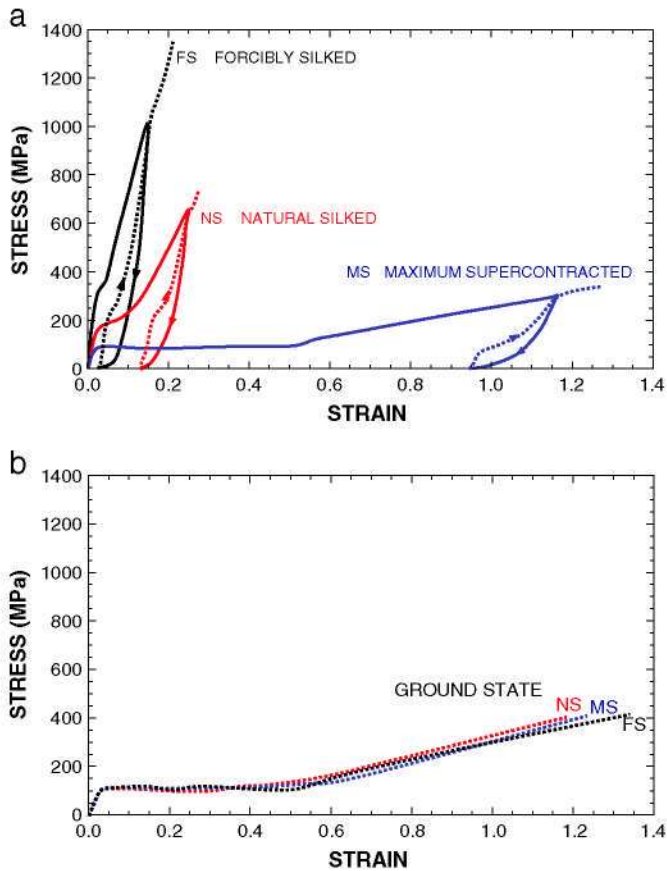 a
1400
1200
1000
800
600
400
200
0
STRESS (MPa)
FS FORCIBLY SILKED
NS NATURAL SILKED
MS MAXIMUM SUPERCONTRACTED
0.0 0.2 0.4 0.6 0.8 1.0 1.2 1.4
STRAIN
b
1400
1200
1000
800
600
400
200
0
STRESS (MPa)
GROUND STATE
NS MS
FS
0.0 0.2 0.4 0.6 0.8 1.0 1.2 1.4
STRAIN